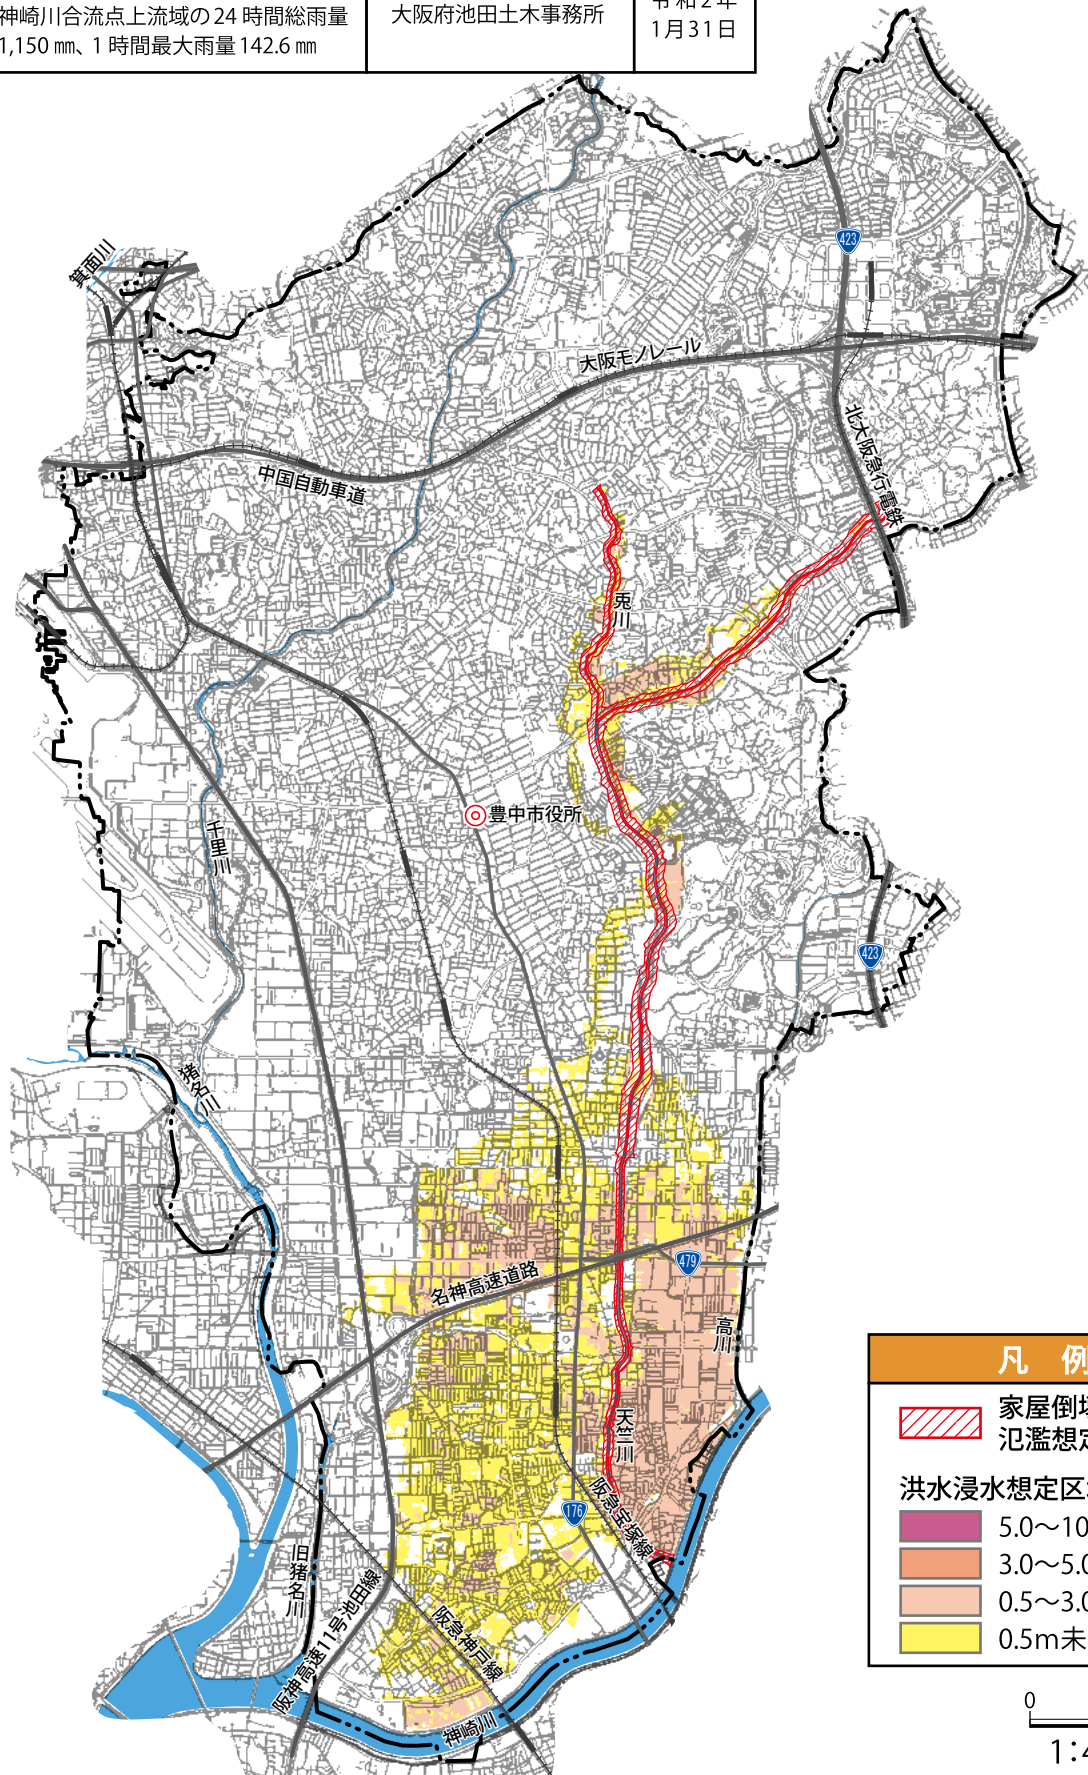 神崎川合流点上流域の24時間総雨量
1,150㎜、1時間最大雨量142.6㎜
大阪府池田土木事務所
令和2年
1月31日
箕面川
423
大阪モノレール
北大阪急行電鉄
中国自動車道
兎川
豊中市役所
千里川
423
猪名川
479
名神高速道路
高川
天竺川
阪急宝塚線
176
旧猪名川
阪神高速11号池田線
阪急神戸線
神崎川
凡 例
家屋倒
氾濫想定
洪水浸水想定区
5.0～10
3.0～5.0
0.5～3.0
0.5m未
0
1:4